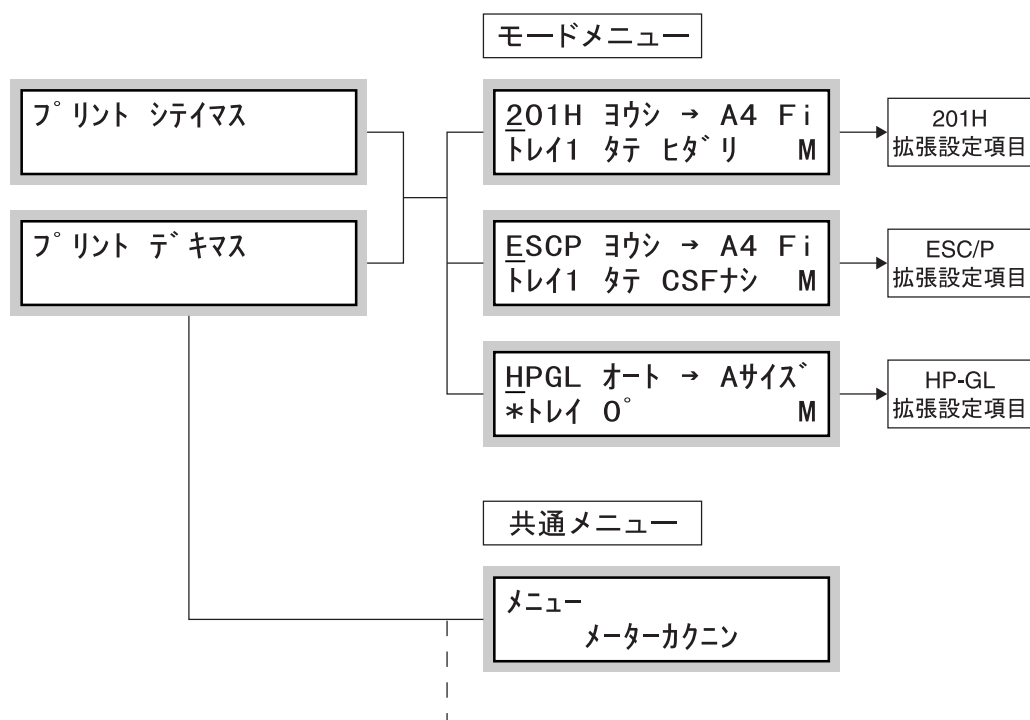 モードメニュー
プリント シテイマス
201H ヨウシ → A4 Fi
トレイ1 タテ ヒダリ M
201H
拡張設定項目
プリント デキマス
ESCP ヨウシ → A4 Fi
トレイ1 タテ CSFナシ M
ESC/P
拡張設定項目
HPGL オート → Aサイズ
*トレイ 0° M
HP-GL
拡張設定項目
共通メニュー
メニュー
メーターカクニン